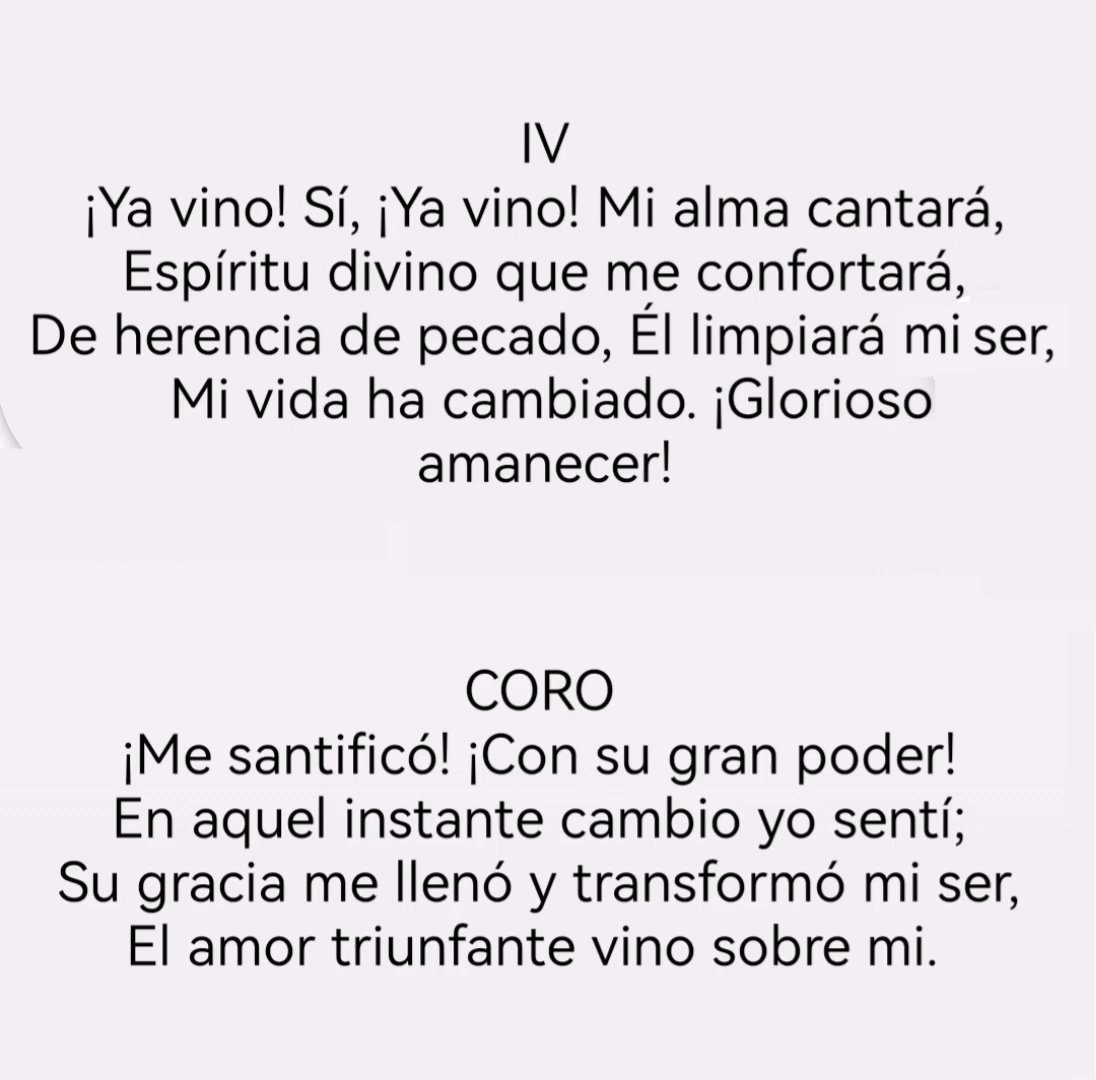 IV
¡Ya vino! Sí, ¡Ya vino! Mi alma cantará,
Espíritu divino que me confortará,
De herencia de pecado, Él limpiará mi ser,
Mi vida ha cambiado. ¡Glorioso
amanecer!
CORO
¡Me santificó! ¡Con su gran poder!
En aquel instante cambio yo sentí;
Su gracia me llenó y transformó mi ser,
El amor triunfante vino sobre mi.